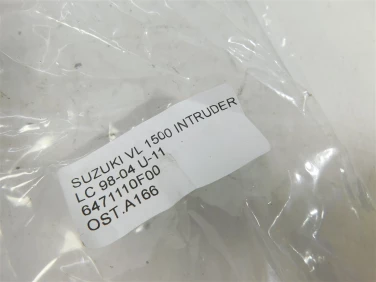 SUZUKI VL 1500 INTRUDER
LC 98-04 U-11
6471110F00
OST.A166